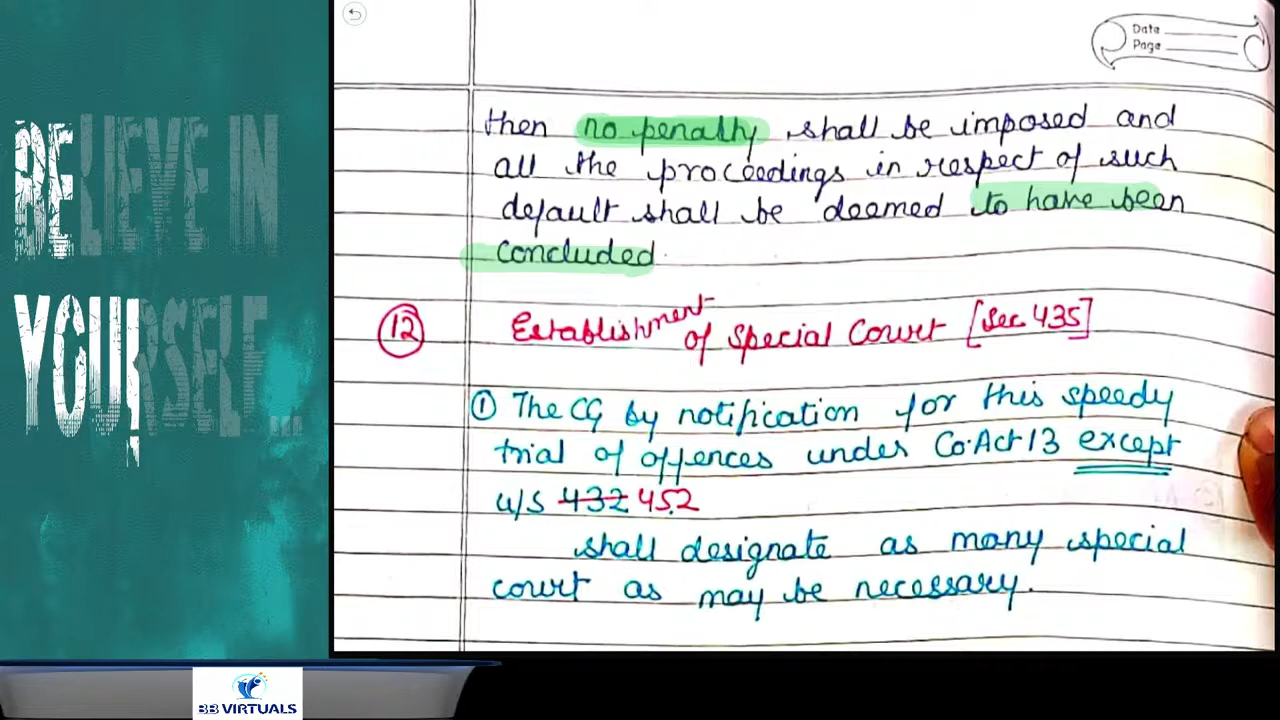 BELIEVE IN
YOURSELF...
Date
Page
then no penalty shall be imposed and
all the proceedings in respect of such
default shall be deemed to have been
concluded.
12 Establishment of Special Court [Sec 435]
① The CG by notification for this speedy
trial of offences under Co. Act 13 except
u/s 432 452
shall designate as many special
court as may be necessary.
BB VIRTUALS